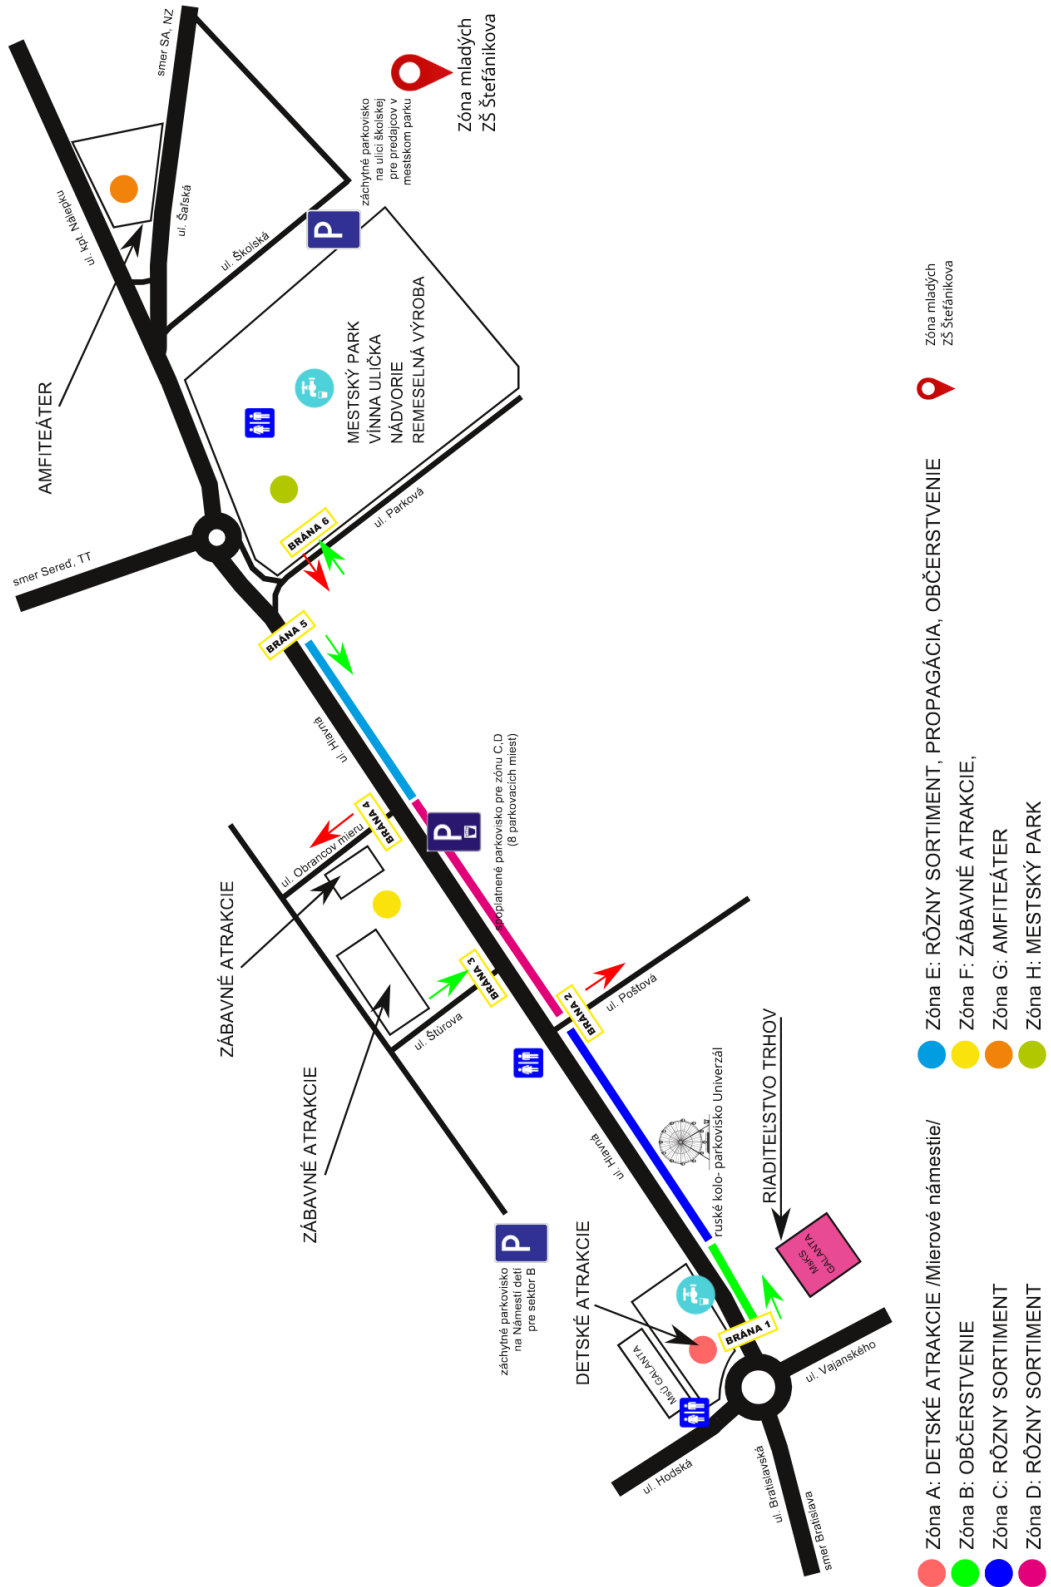 smer SA, NZ
ul. kpt. Nálepku
ul. Šaľská
ul. Školská
P
záchytné parkovisko
na ulici školskej
pre predajcov v
mestskom parku
Zóna mladých
ZŠ Štefánikova
AMFITEÁTER
MESTSKÝ PARK
VÍNNA ULIČKA
NÁDVORIE
REMESELNÁ VÝROBA
smer Sereď, TT
ul. Parková
BRÁNA 6
BRÁNA 5
ul. Hlavná
BRÁNA 4
ul. Obrancov mieru
P
spoplatnené parkovisko pre zónu C,D
(8 parkovacích miest)
ZÁBAVNÉ ATRAKCIE
BRÁNA 3
ul. Štúrova
ZÁBAVNÉ ATRAKCIE
BRÁNA 2
ul. Poštová
ul. Hlavná
ruské kolo- parkovisko Univerzál
RIADITEĽSTVO TRHOV
MsKS
GALANTA
P
záchytné parkovisko
na Námestí detí
pre sektor B
DETSKÉ ATRAKCIE
MsÚ GALANTA
BRÁNA 1
ul. Vajanského
ul. Hodská
ul. Bratislavská
smer Bratislava
Zóna A: DETSKÉ ATRAKCIE /Mierové námestie/
Zóna B: OBČERSTVENIE
Zóna C: RÔZNY SORTIMENT
Zóna D: RÔZNY SORTIMENT
Zóna E: RÔZNY SORTIMENT, PROPAGÁCIA, OBČERSTVENIE
Zóna F: ZÁBAVNÉ ATRAKCIE,
Zóna G: AMFITEÁTER
Zóna H: MESTSKÝ PARK
Zóna mladých
ZŠ Štefánikova